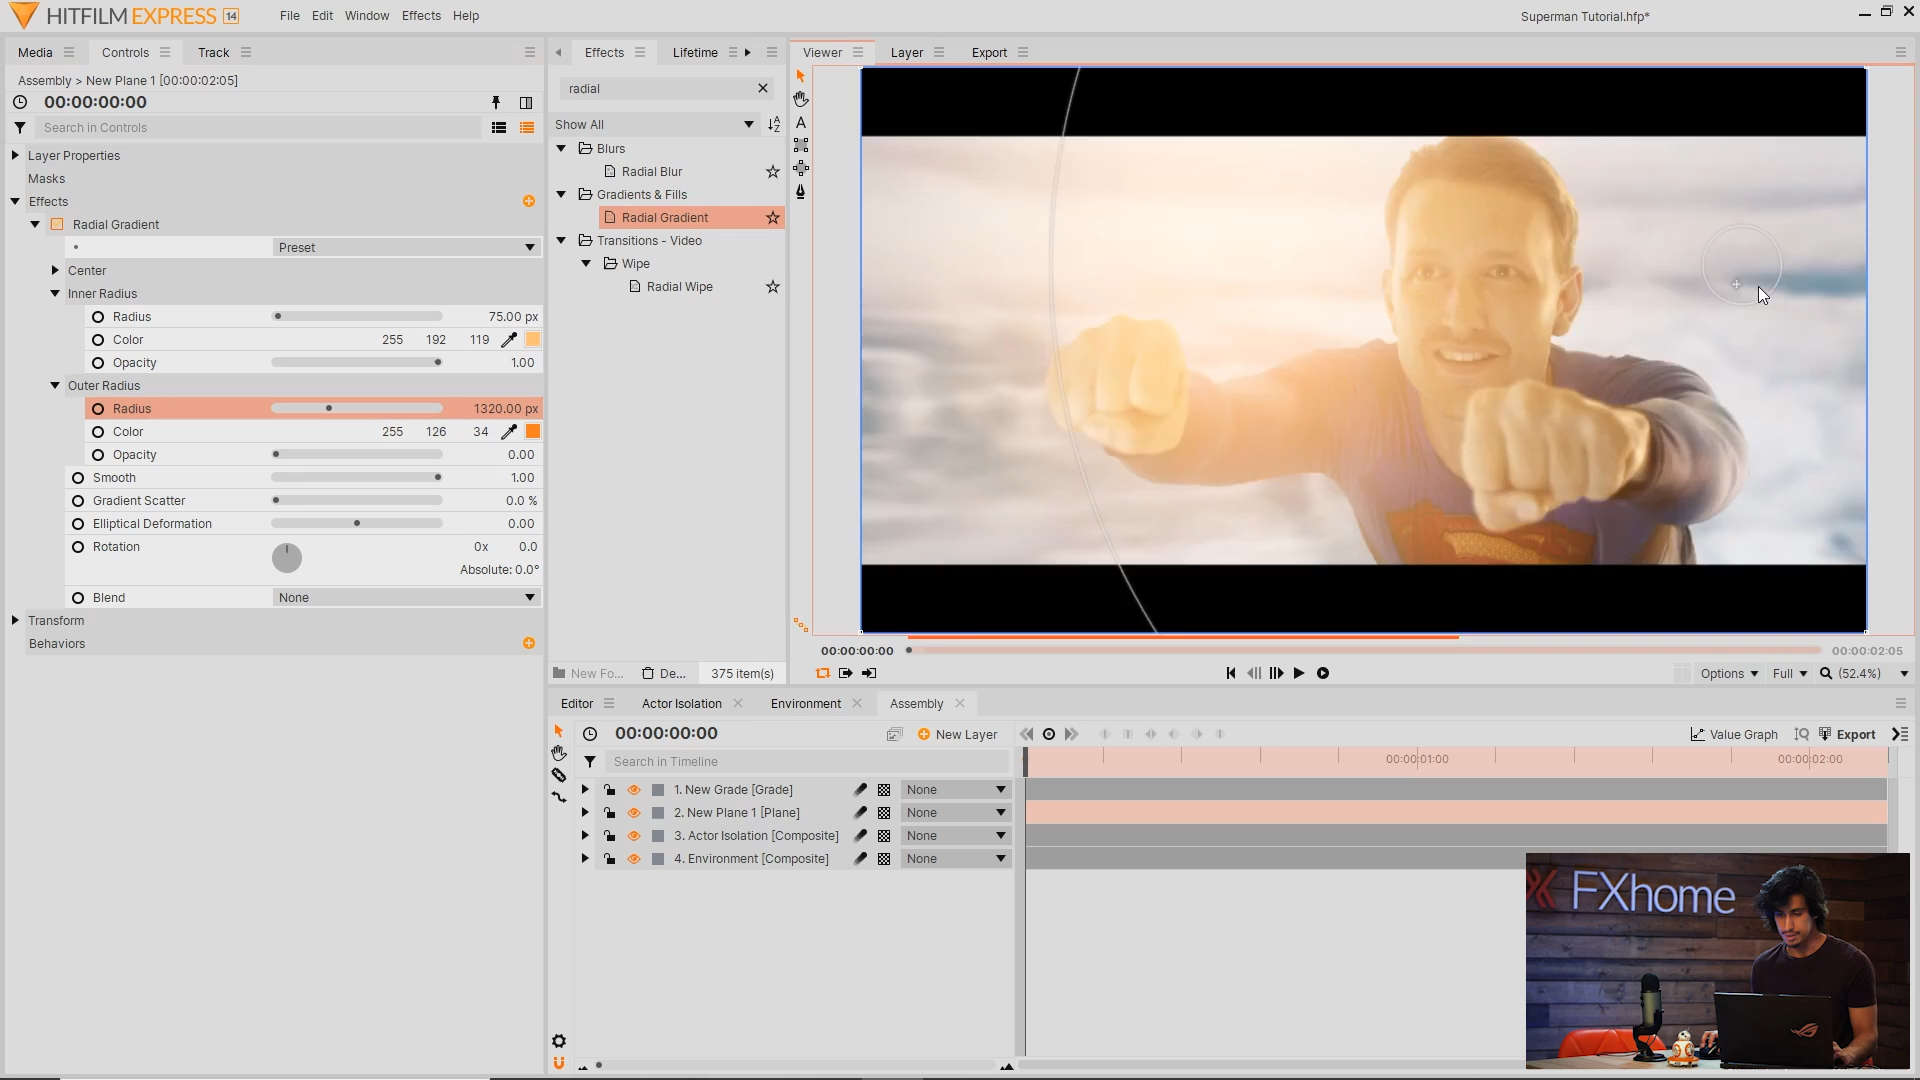 HITFILM EXPRESS 14
File Edit Window Effects Help
Superman Tutorial.hfp*
Media
Controls
Track
Assembly > New Plane 1 [00:00:02:05]
00:00:00:00
Search in Controls
Layer Properties
Masks
Effects
Radial Gradient
Preset
Center
Inner Radius
Radius 75.00 px
Color 255 192 119
Opacity 1.00
Outer Radius
Radius 1320.00 px
Color 255 126 34
Opacity 0.00
Smooth 1.00
Gradient Scatter 0.0 %
Elliptical Deformation 0.00
Rotation 0x 0.0
Absolute: 0.0°
Blend None
Transform
Behaviors
Effects
Lifetime
radial
Show All
Blurs
Radial Blur
Gradients & Fills
Radial Gradient
Transitions - Video
Wipe
Radial Wipe
New Fo...
De...
375 item(s)
Viewer
Layer
Export
A
00:00:00:00
00:00:02:05
Options
Full
(52.4%)
Editor
Actor Isolation
Environment
Assembly
00:00:00:00
New Layer
Value Graph
Export
Search in Timeline
00:00:01:00
00:00:02:00
1. New Grade [Grade] None
2. New Plane 1 [Plane] None
3. Actor Isolation [Composite] None
4. Environment [Composite] None
FXhome